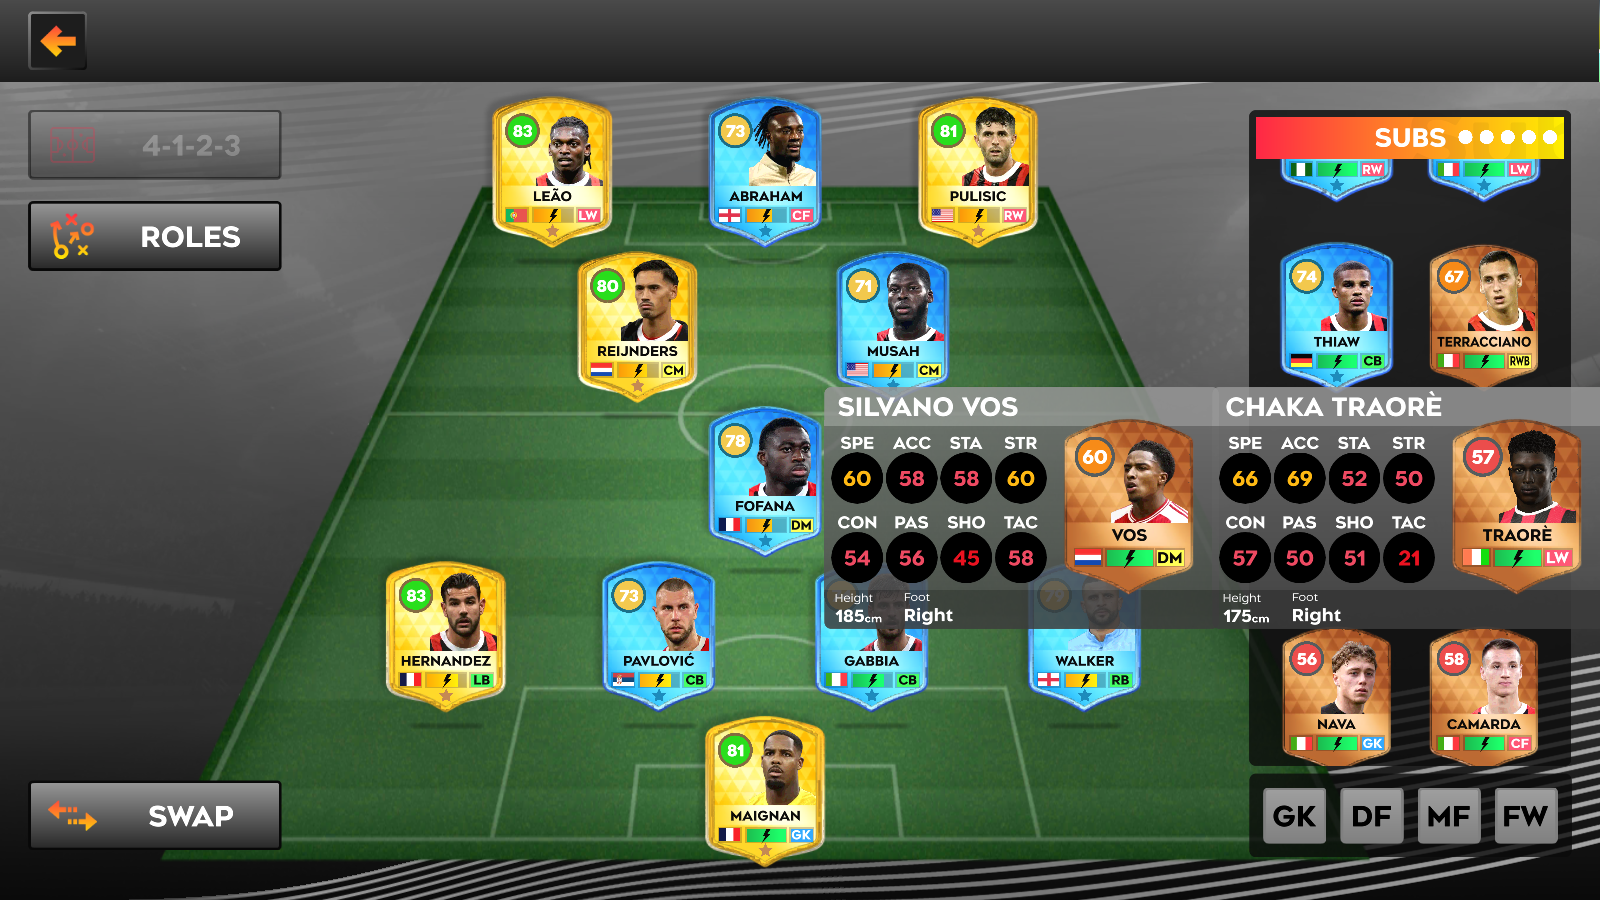 4-1-2-3
ROLES
SWAP
83
LEÃO
LW
73
ABRAHAM
CF
81
PULISIC
RW
80
REIJNDERS
CM
71
MUSAH
CM
78
FOFANA
DM
83
HERNANDEZ
LB
73
PAVLOVIĆ
CB
GABBIA
CB
79
WALKER
RB
81
MAIGNAN
GK
SUBS
RW
LW
74
THIAW
CB
67
TERRACCIANO
RWB
SILVANO VOS
SPE ACC STA STR
60 58 58 60
CON PAS SHO TAC
54 56 45 58
Height Foot
185cm Right
60
VOS
DM
CHAKA TRAORÈ
SPE ACC STA STR
66 69 52 50
CON PAS SHO TAC
57 50 51 21
Height Foot
175cm Right
57
TRAORÈ
LW
56
NAVA
GK
58
CAMARDA
CF
GK DF MF FW